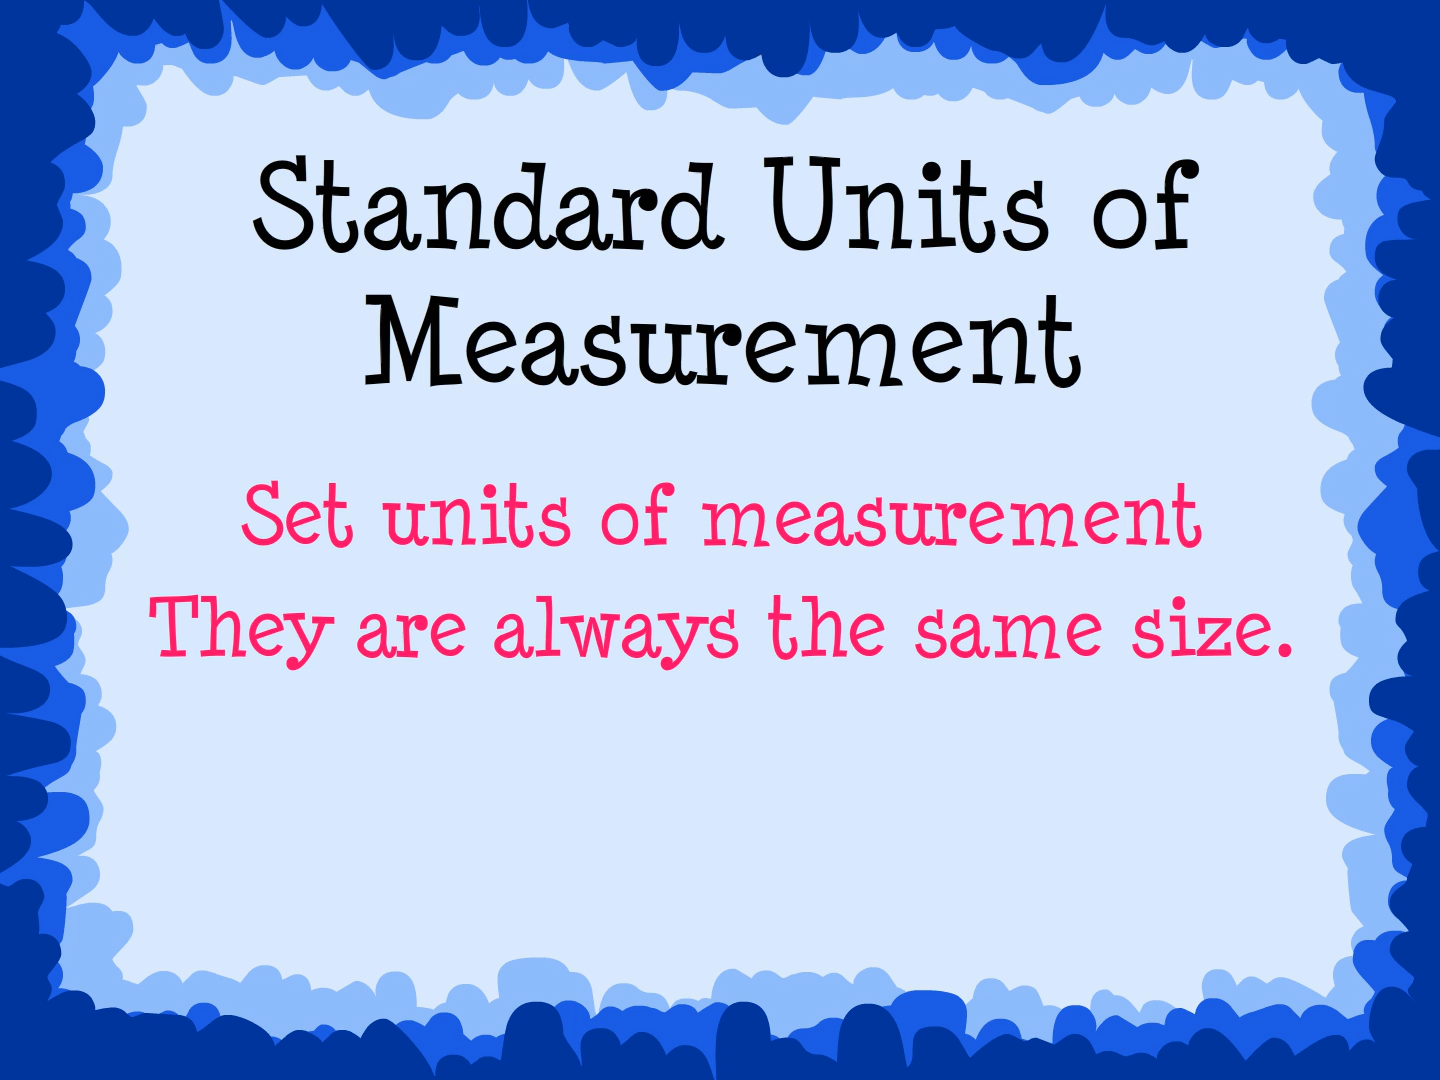 Standard Units of
Measurement
Set units of measurement
They are always the same size.